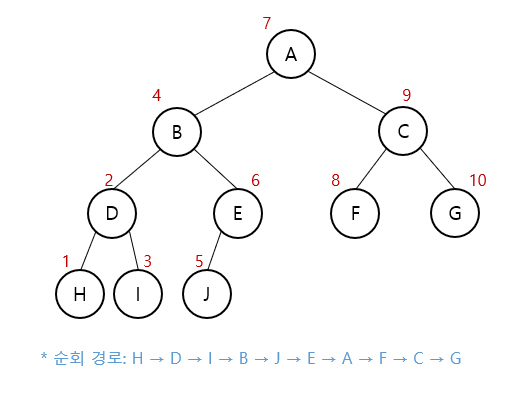 7
A
4
9
B
C
2
6
8
10
D
E
F
G
1
3
5
H
I
J
* 순회 경로: H → D → I → B → J → E → A → F → C → G